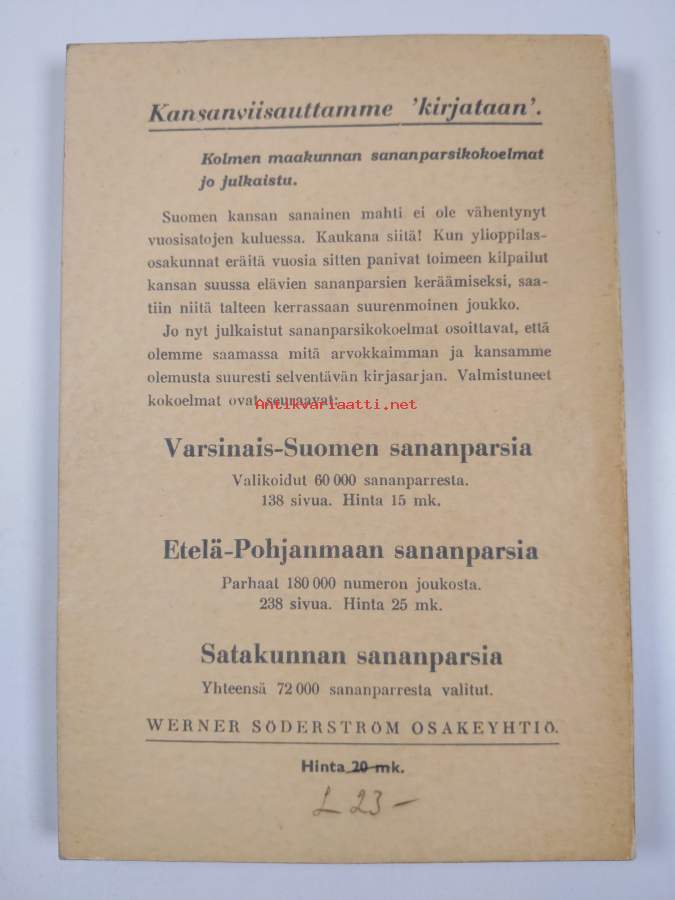 Kansanviisauttamme 'kirjataan'.
Kolmen maakunnan sananparsikokoelmat
jo julkaistu.
Suomen kansan sanainen mahti ei ole vähentynyt
vuosisatojen kuluessa. Kaukana siitä! Kun ylioppilas-
osakunnat eräitä vuosia sitten panivat toimeen kilpailut
kansan suussa elävien sananparsien keräämiseksi, saa-
tiin niitä talteen kerrassaan suurenmoinen joukko.
Jo nyt julkaistut sananparsikokoelmat osoittavat, että
olemme saamassa mitä arvokkaimman ja kansamme
olemusta suuresti selventävän kirjasarjan. Valmistuneet
kokoelmat ovat seuraavat:
Antikvariaatti.net
Varsinais-Suomen sananparsia
Valikoidut 60 000 sananparresta.
138 sivua. Hinta 15 mk.
Etelä-Pohjanmaan sananparsia
Parhaat 180 000 numeron joukosta.
238 sivua. Hinta 25 mk.
Satakunnan sananparsia
Yhteensä 72 000 sananparresta valitut.
WERNER SÖDERSTRÖM OSAKEYHTIÖ.
Hinta 20 mk.
L 23-